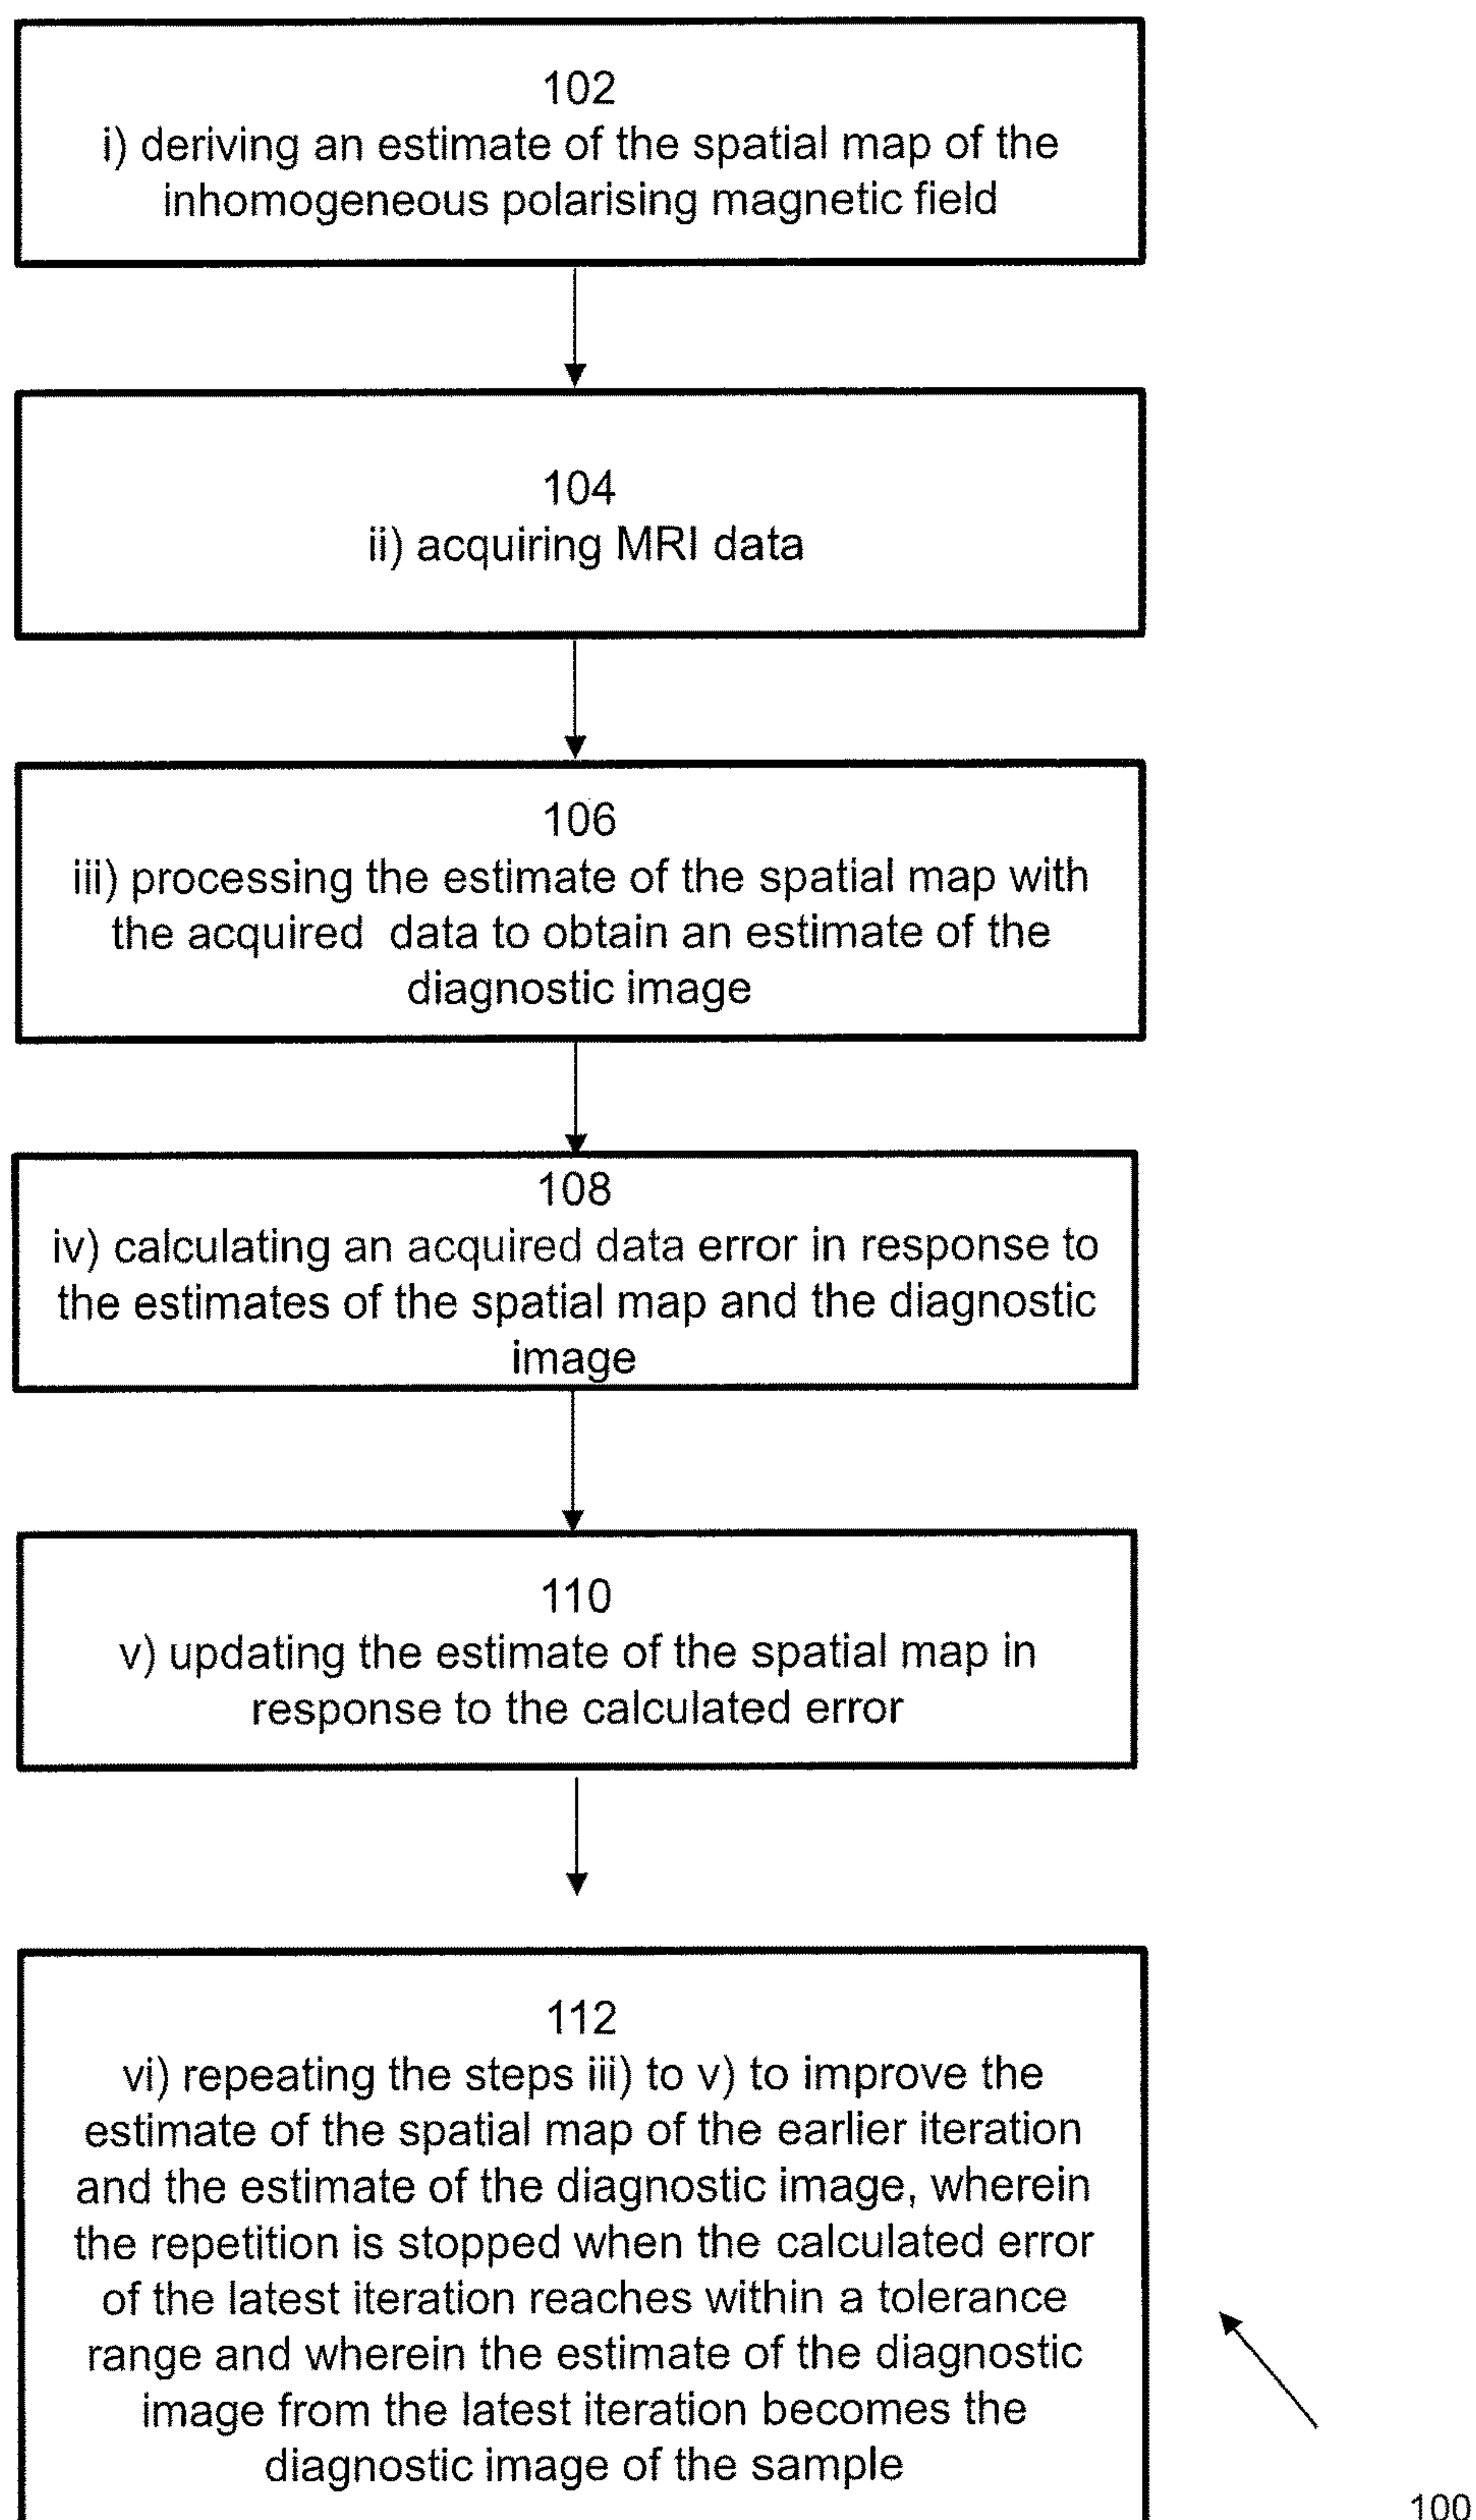 102
i) deriving an estimate of the spatial map of the
inhomogeneous polarising magnetic field
104
ii) acquiring MRI data
106
iii) processing the estimate of the spatial map with
the acquired data to obtain an estimate of the
diagnostic image
108
iv) calculating an acquired data error in response to
the estimates of the spatial map and the diagnostic
image
110
v) updating the estimate of the spatial map in
response to the calculated error
112
vi) repeating the steps iii) to v) to improve the
estimate of the spatial map of the earlier iteration
and the estimate of the diagnostic image, wherein
the repetition is stopped when the calculated error
of the latest iteration reaches within a tolerance
range and wherein the estimate of the diagnostic
image from the latest iteration becomes the
diagnostic image of the sample
100